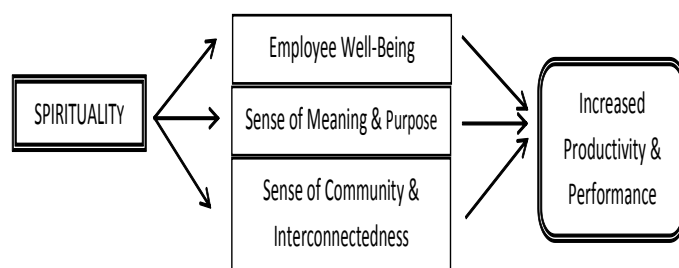 SPIRITUALITY
Employee Well-Being
Sense of Meaning & Purpose
Sense of Community &
Interconnectedness
Increased
Productivity &
Performance